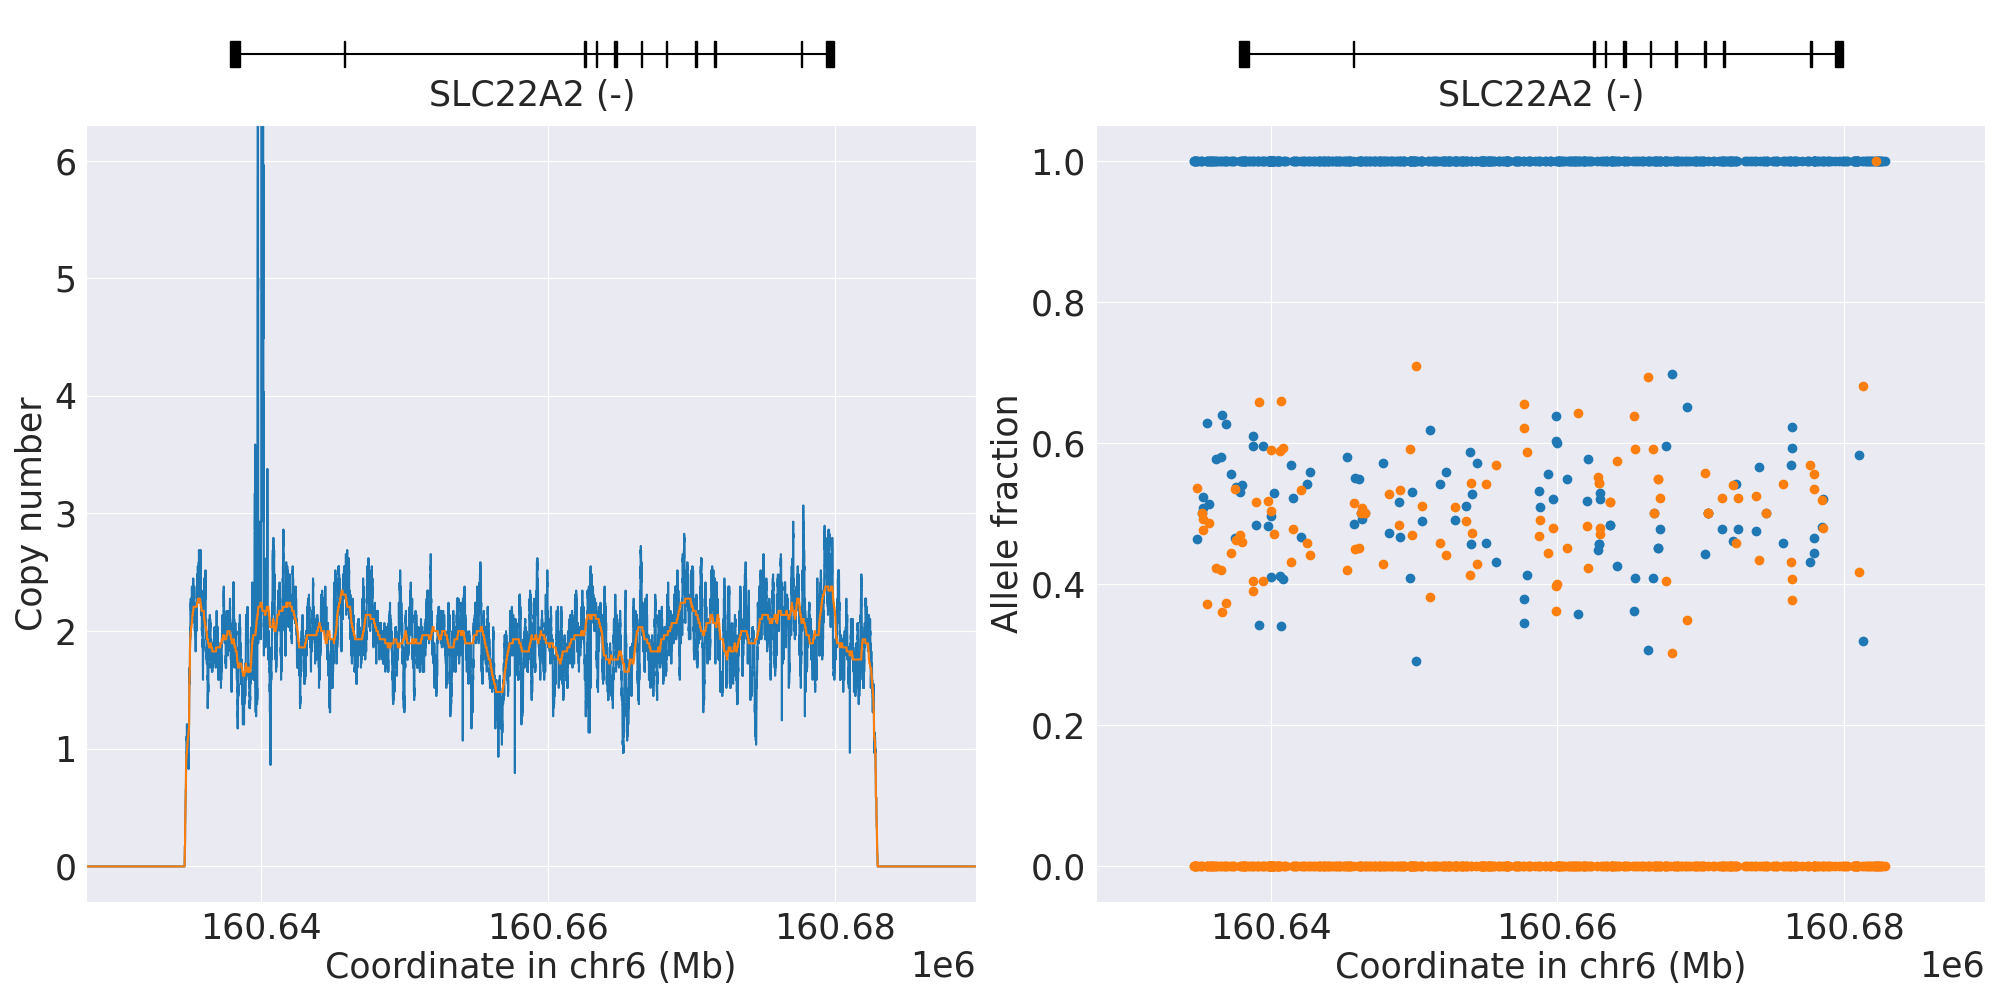 SLC22A2 (-)
6
5
4
3
2
1
0
Copy number
160.64 160.66 160.68
Coordinate in chr6 (Mb) 1e6
SLC22A2 (-)
1.0
0.8
0.6
0.4
0.2
0.0
Allele fraction
160.64 160.66 160.68
Coordinate in chr6 (Mb) 1e6